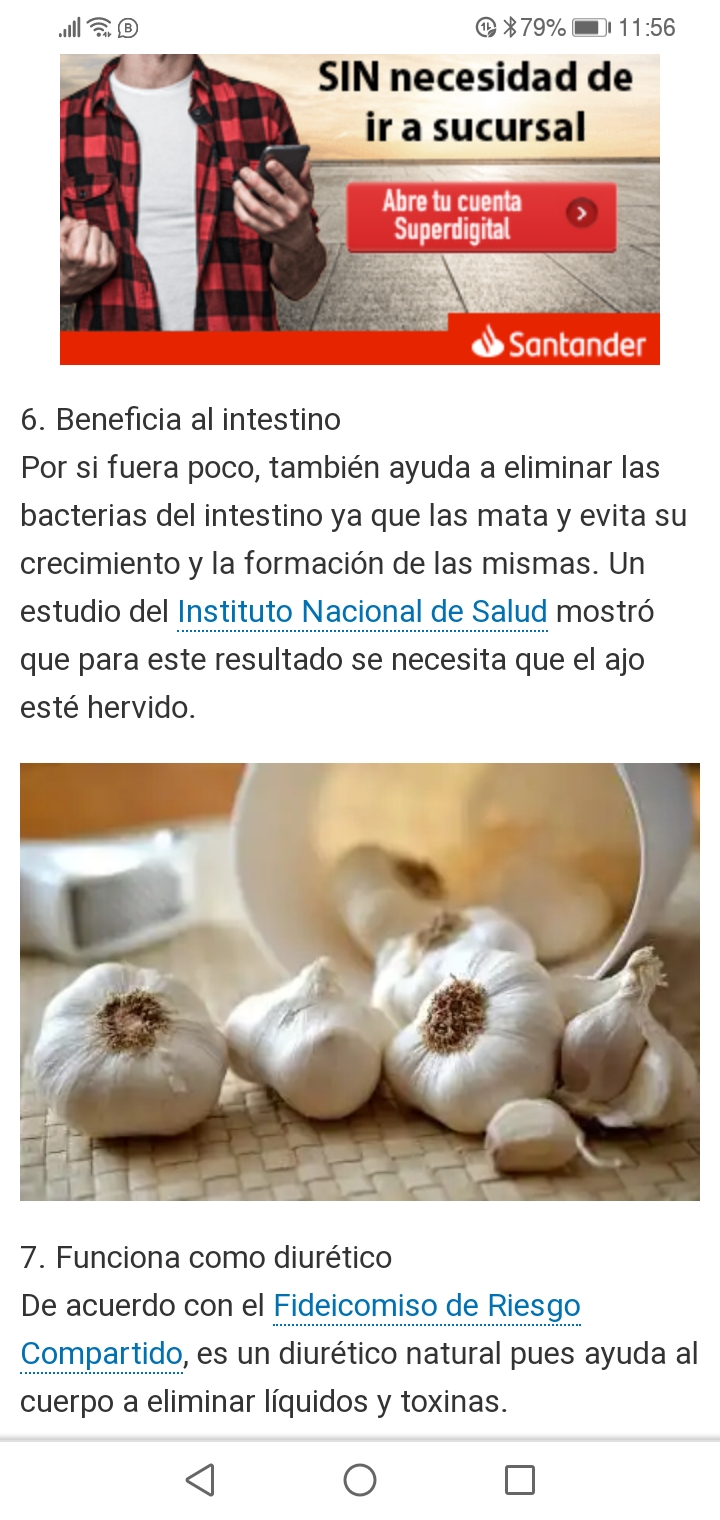 79% 11:56
SIN necesidad de
ir a sucursal
Abre tu cuenta
Superdigital
Santander
6. Beneficia al intestino
Por si fuera poco, también ayuda a eliminar las
bacterias del intestino ya que las mata y evita su
crecimiento y la formación de las mismas. Un
estudio del Instituto Nacional de Salud mostró
que para este resultado se necesita que el ajo
esté hervido.
7. Funciona como diurético
De acuerdo con el Fideicomiso de Riesgo
Compartido, es un diurético natural pues ayuda al
cuerpo a eliminar líquidos y toxinas.